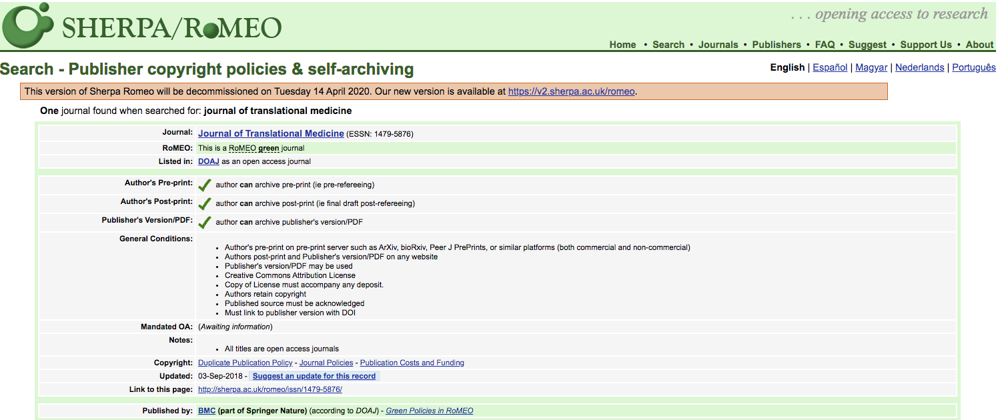 SHERPA/RoMEO
. . . opening access to research
Home • Search • Journals • Publishers • FAQ • Suggest • Support Us • About
Search - Publisher copyright policies & self-archiving
English | Español | Magyar | Nederlands | Português
This version of Sherpa Romeo will be decommissioned on Tuesday 14 April 2020. Our new version is available at https://v2.sherpa.ac.uk/romeo.
One journal found when searched for: journal of translational medicine
Journal: Journal of Translational Medicine (ESSN: 1479-5876)
RoMEO: This is a RoMEO green journal
Listed in: DOAJ as an open access journal
Author's Pre-print: author can archive pre-print (ie pre-refereeing)
Author's Post-print: author can archive post-print (ie final draft post-refereeing)
Publisher's Version/PDF: author can archive publisher's version/PDF
General Conditions:
• Author's pre-print on pre-print server such as ArXiv, bioRxiv, Peer J PrePrints, or similar platforms (both commercial and non-commercial)
• Authors post-print and Publisher's version/PDF on any website
• Publisher's version/PDF may be used
• Creative Commons Attribution License
• Copy of License must accompany any deposit.
• Authors retain copyright
• Published source must be acknowledged
• Must link to publisher version with DOI
Mandated OA: (Awaiting information)
Notes:
• All titles are open access journals
Copyright: Duplicate Publication Policy - Journal Policies - Publication Costs and Funding
Updated: 03-Sep-2018 - Suggest an update for this record
Link to this page: http://sherpa.ac.uk/romeo/issn/1479-5876/
Published by: BMC (part of Springer Nature) (according to DOAJ) - Green Policies in RoMEO